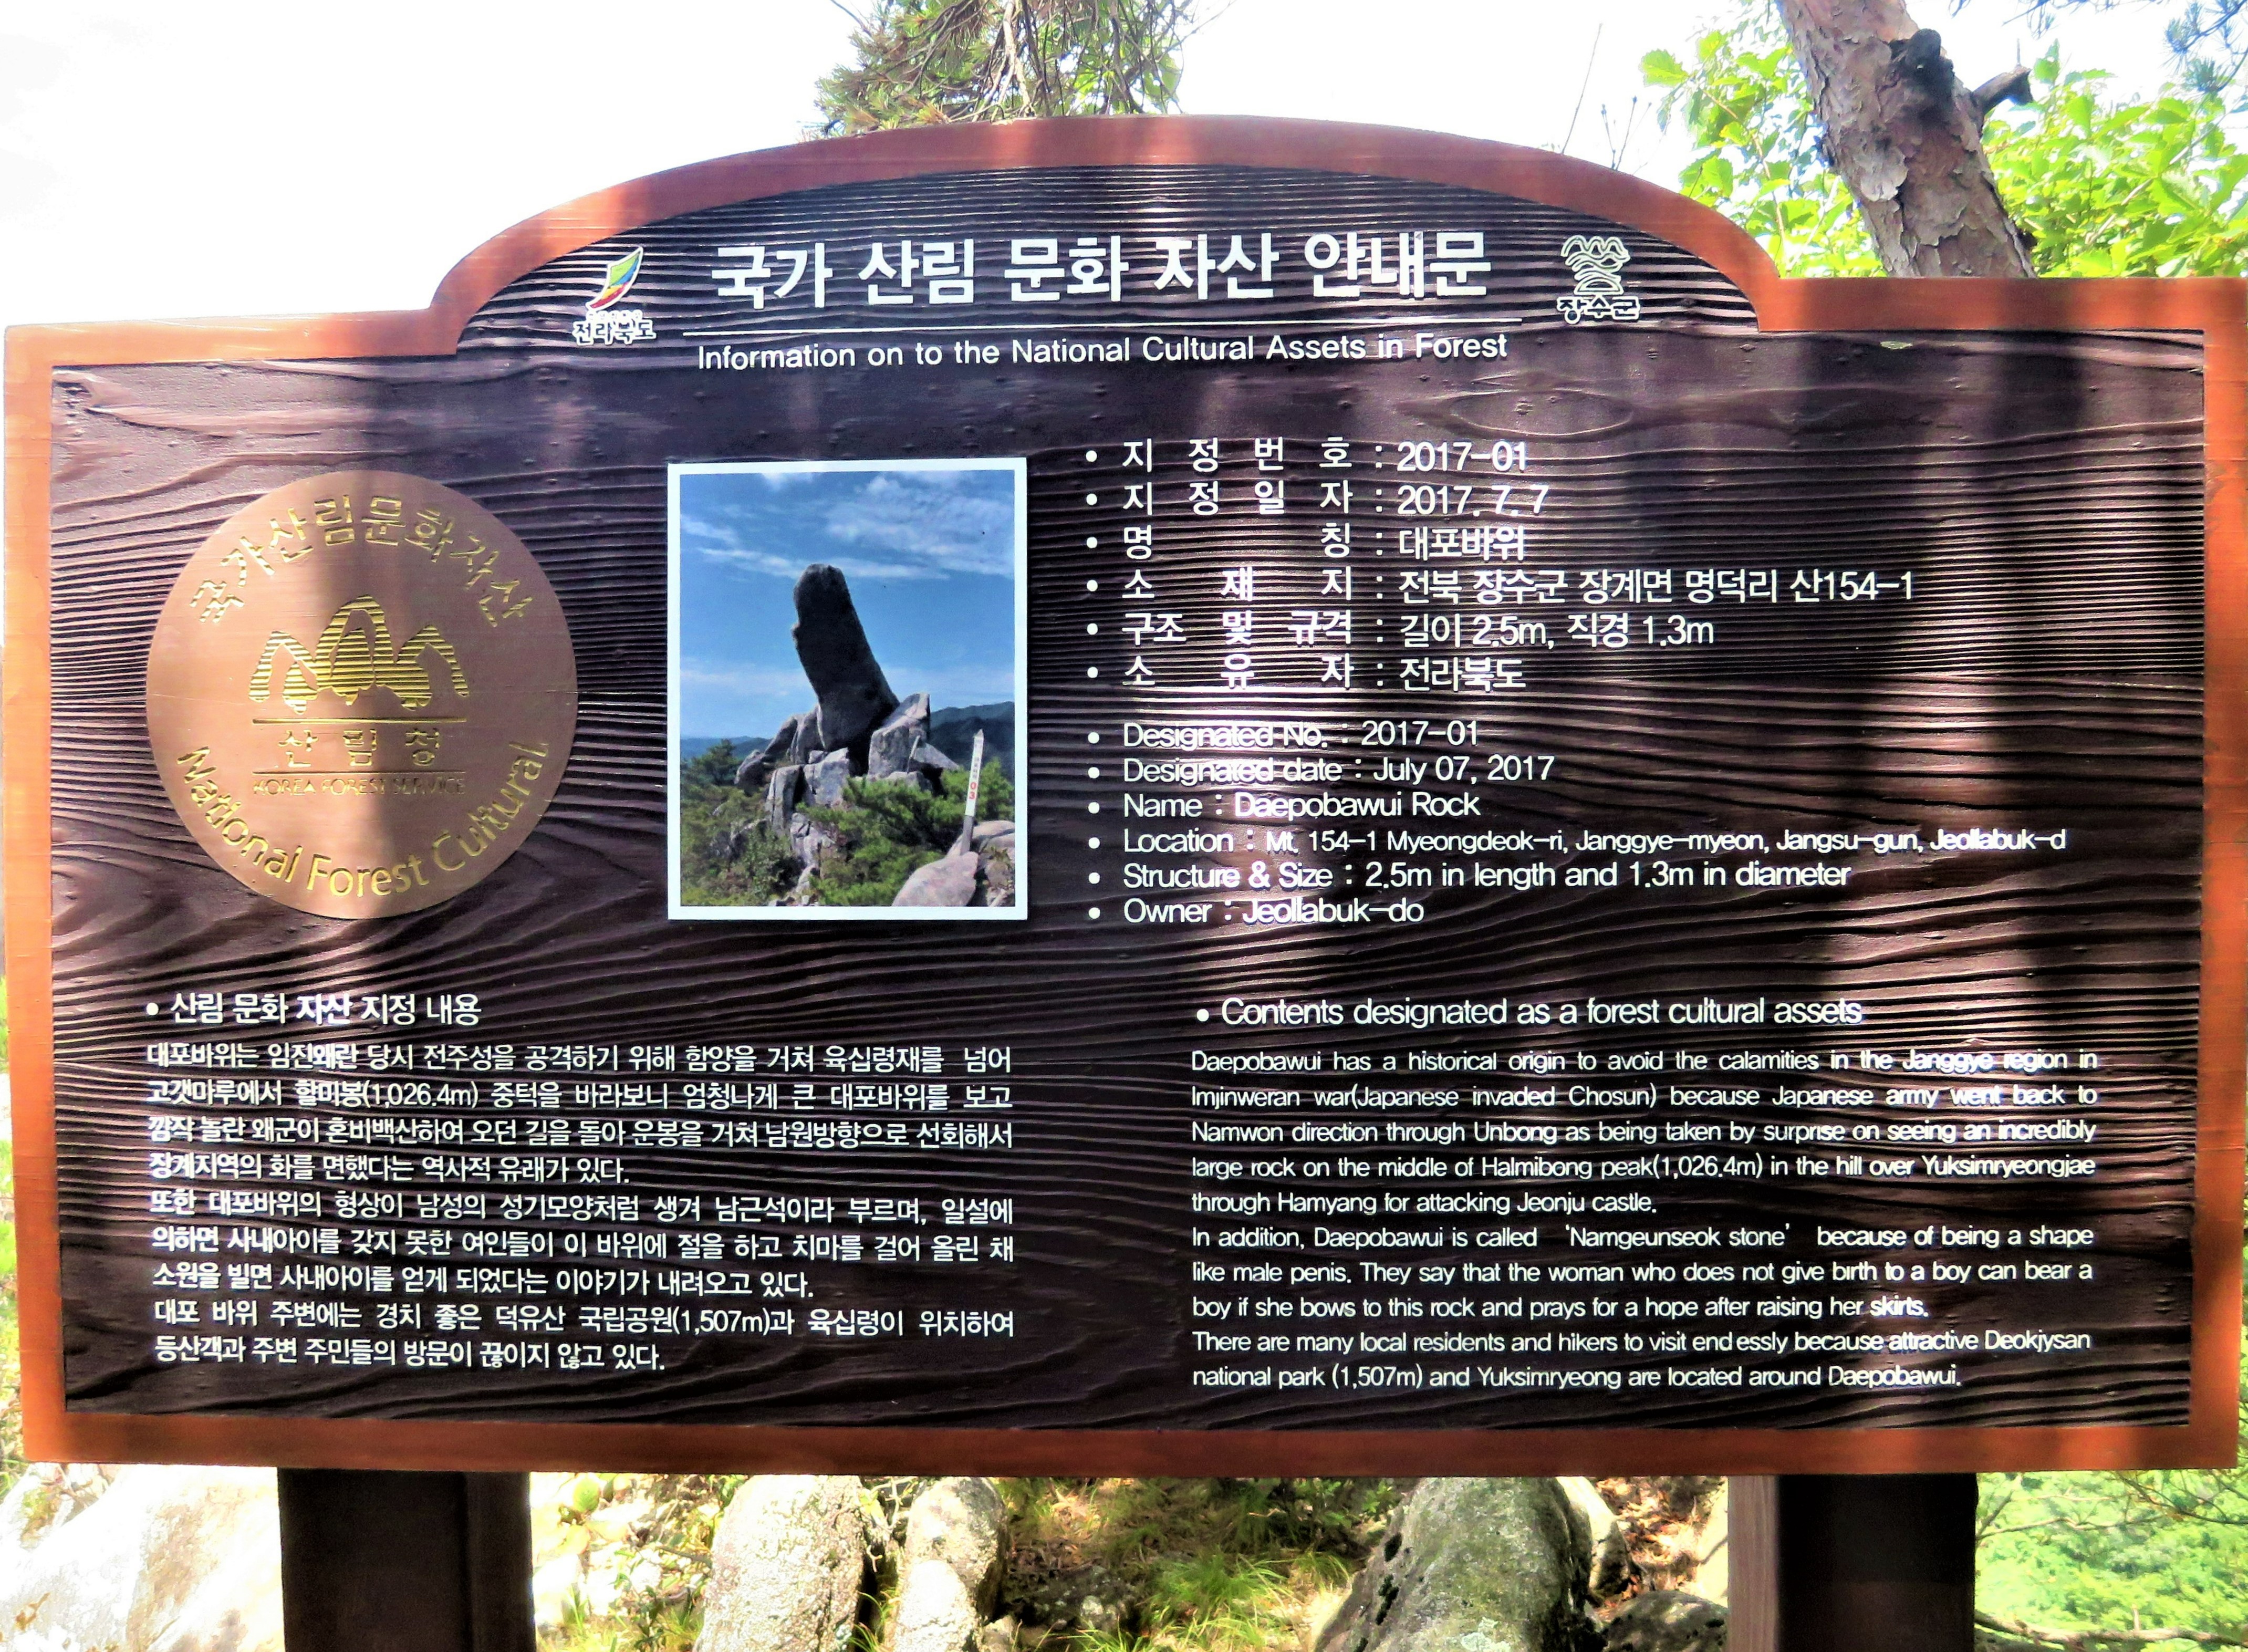 국가 산림 문화 자산 안내문
전라북도
장수군
Information on to the National Cultural Assets in Forest
국가산림문화자산
산림청
KOREA FOREST SERVICE
National Forest Cultural
03
• 지 정 번 호 : 2017-01
• 지 정 일 자 : 2017. 7. 7
• 명 칭 : 대포바위
• 소 재 지 : 전북 장수군 장계면 명덕리 산154-1
• 구조 및 규격 : 길이 2.5m, 직경 1.3m
• 소 유 자 : 전라북도
• Designated No. : 2017-01
• Designated date : July 07, 2017
• Name : Daepobawui Rock
• Location : Mt. 154-1 Myeongdeok-ri, Janggye-myeon, Jangsu-gun, Jeollabuk-d
• Structure & Size : 2.5m in length and 1.3m in diameter
• Owner : Jeollabuk-do
• 산림 문화 자산 지정 내용
대포바위는 임진왜란 당시 전주성을 공격하기 위해 함양을 거쳐 육십령재를 넘어
고갯마루에서 할미봉(1,026.4m) 중턱을 바라보니 엄청나게 큰 대포바위를 보고
깜작 놀란 왜군이 혼비백산하여 오던 길을 돌아 운봉을 거쳐 남원방향으로 선회해서
장계지역의 화를 면했다는 역사적 유래가 있다.
또한 대포바위의 형상이 남성의 성기모양처럼 생겨 남근석이라 부르며, 일설에
의하면 사내아이를 갖지 못한 여인들이 이 바위에 절을 하고 치마를 걸어 올린 채
소원을 빌면 사내아이를 얻게 되었다는 이야기가 내려오고 있다.
대포 바위 주변에는 경치 좋은 덕유산 국립공원(1,507m)과 육십령이 위치하여
등산객과 주변 주민들의 방문이 끊이지 않고 있다.
• Contents designated as a forest cultural assets
Daepobawui has a historical origin to avoid the calamities in the Janggye region in
Imjinweran war(Japanese invaded Chosun) because Japanese army went back to
Namwon direction through Unbong as being taken by surprise on seeing an incredibly
large rock on the middle of Halmibong peak(1,026.4m) in the hill over Yuksimryeongjae
through Hamyang for attacking Jeonju castle.
In addition, Daepobawui is called ‘Namgeunseok stone’ because of being a shape
like male penis. They say that the woman who does not give birth to a boy can bear a
boy if she bows to this rock and prays for a hope after raising her skirts.
There are many local residents and hikers to visit end essly because attractive Deokjysan
national park (1,507m) and Yuksimryeong are located around Daepobawui.